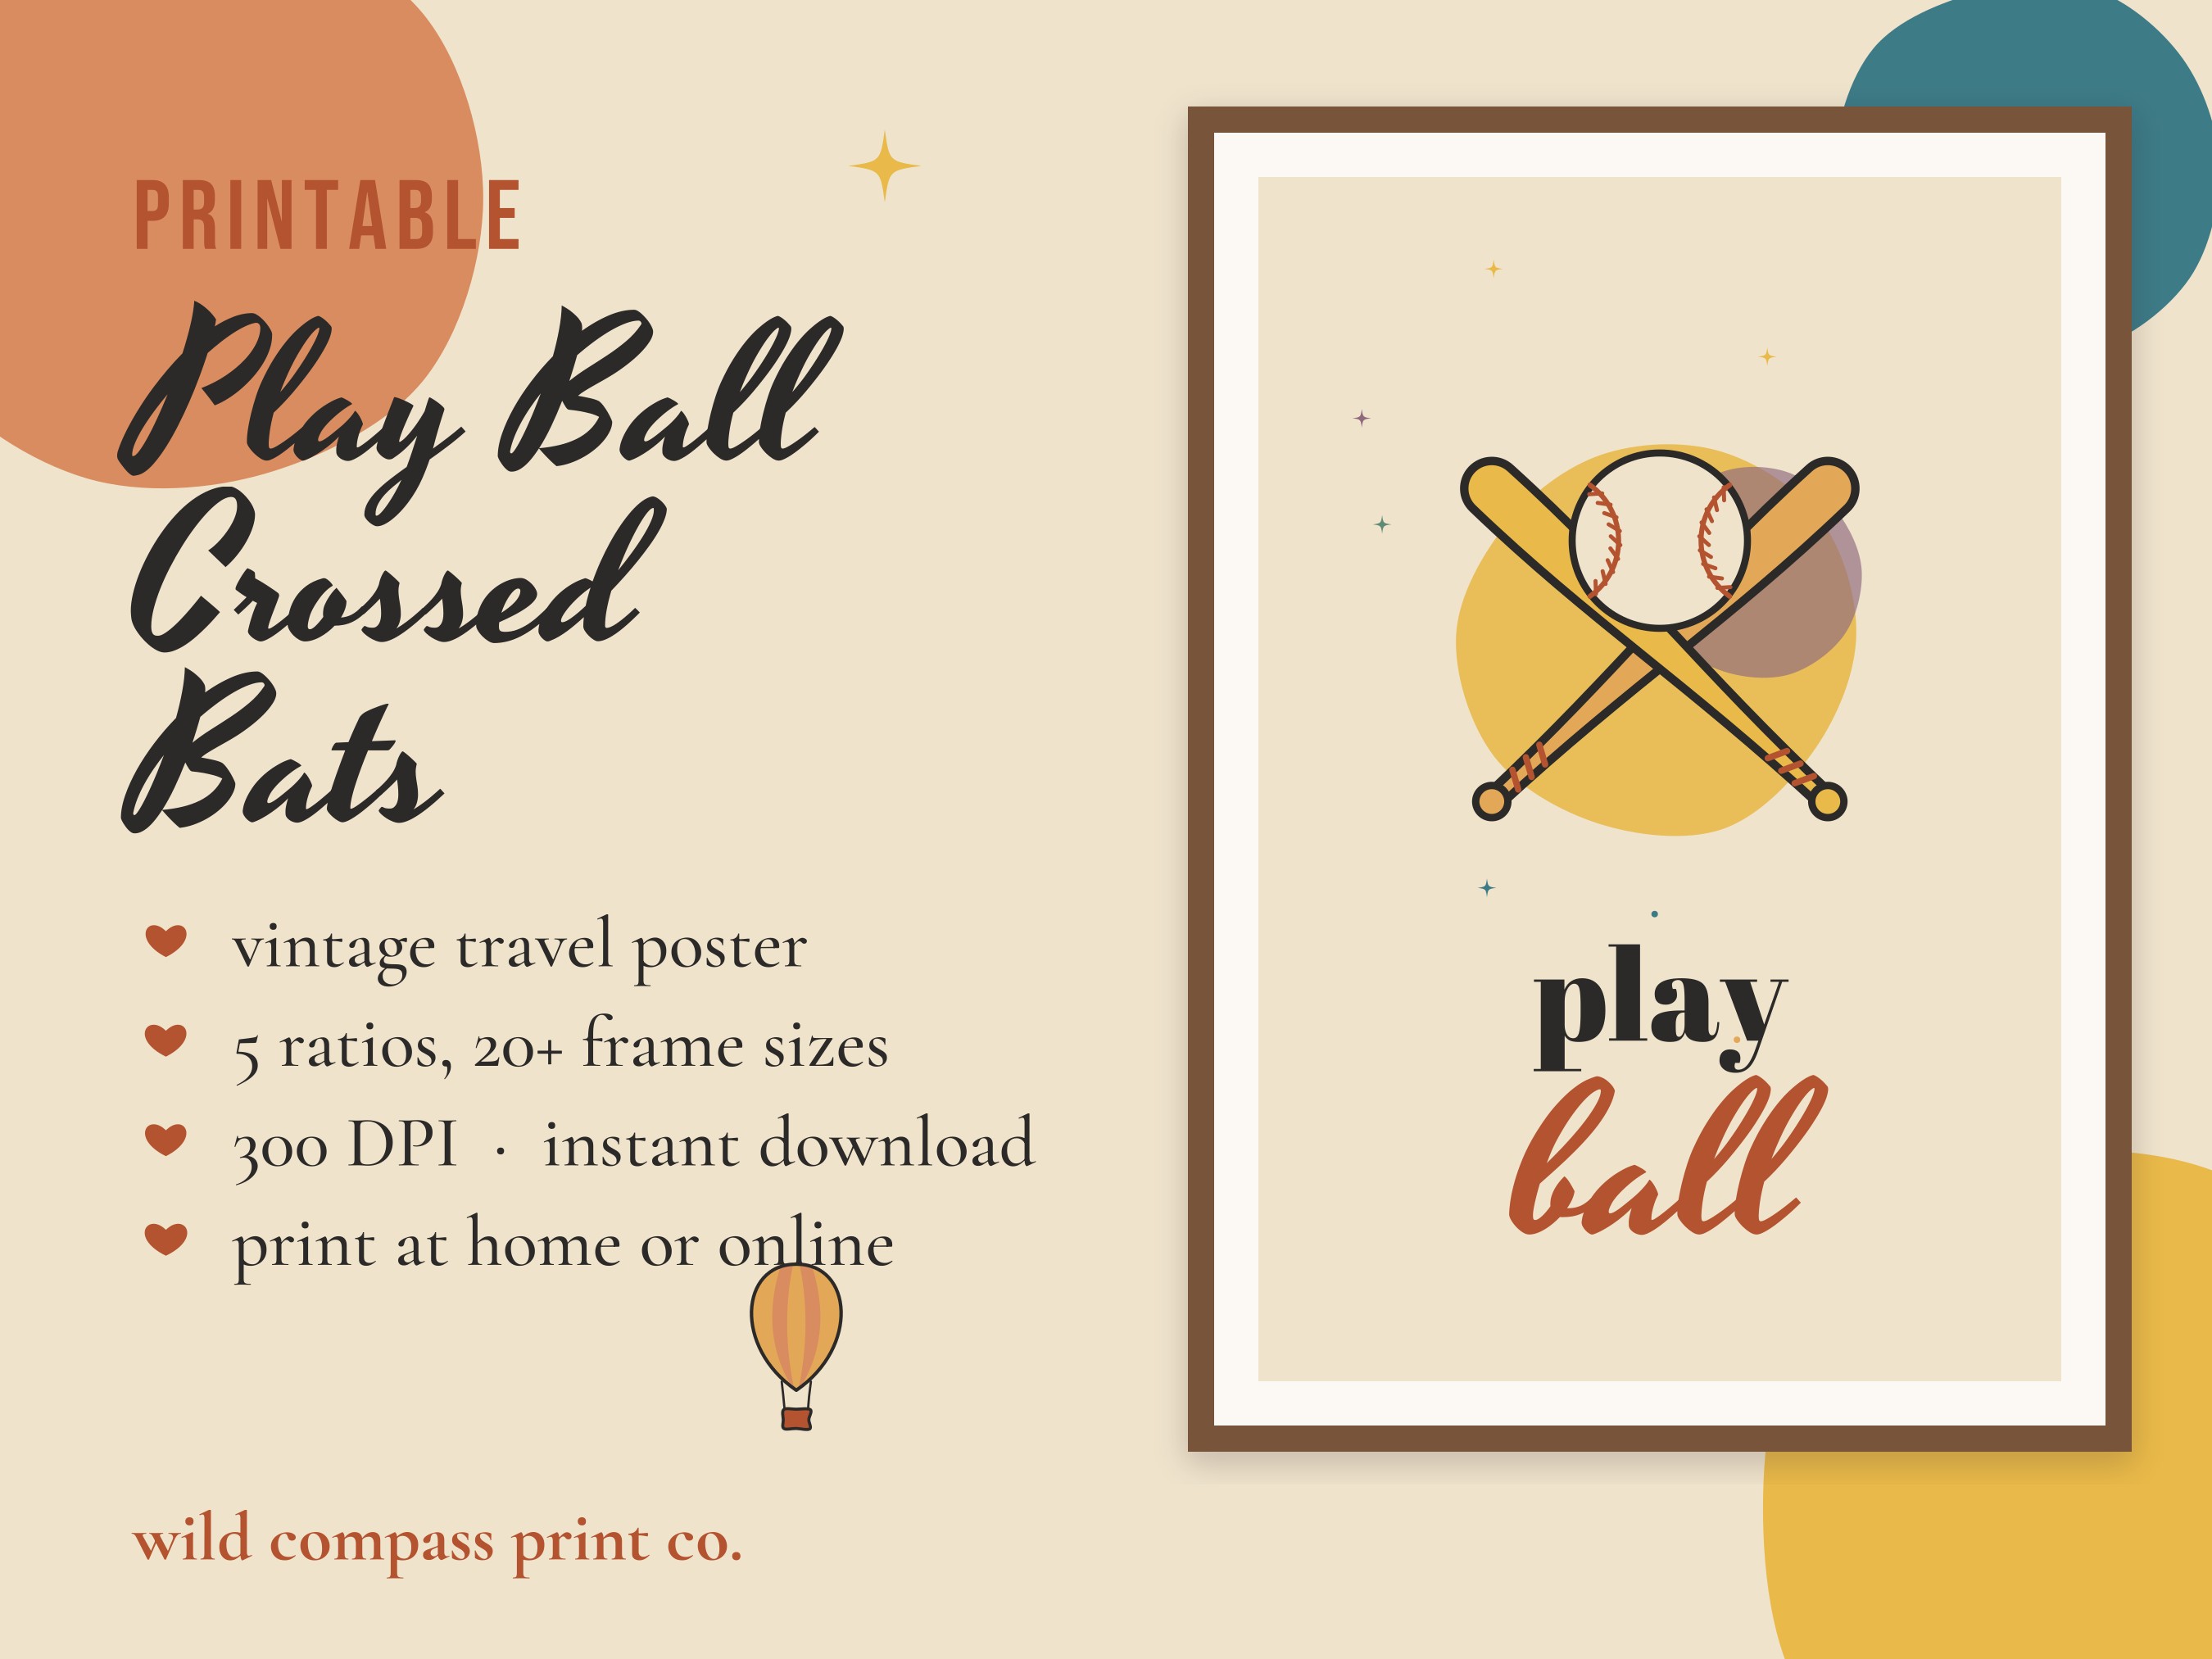 PRINTABLE
Play Ball
Crossed
Bats
vintage travel poster
5 ratios, 20+ frame sizes
300 DPI · instant download
print at home or online
wild compass print co.
play
ball